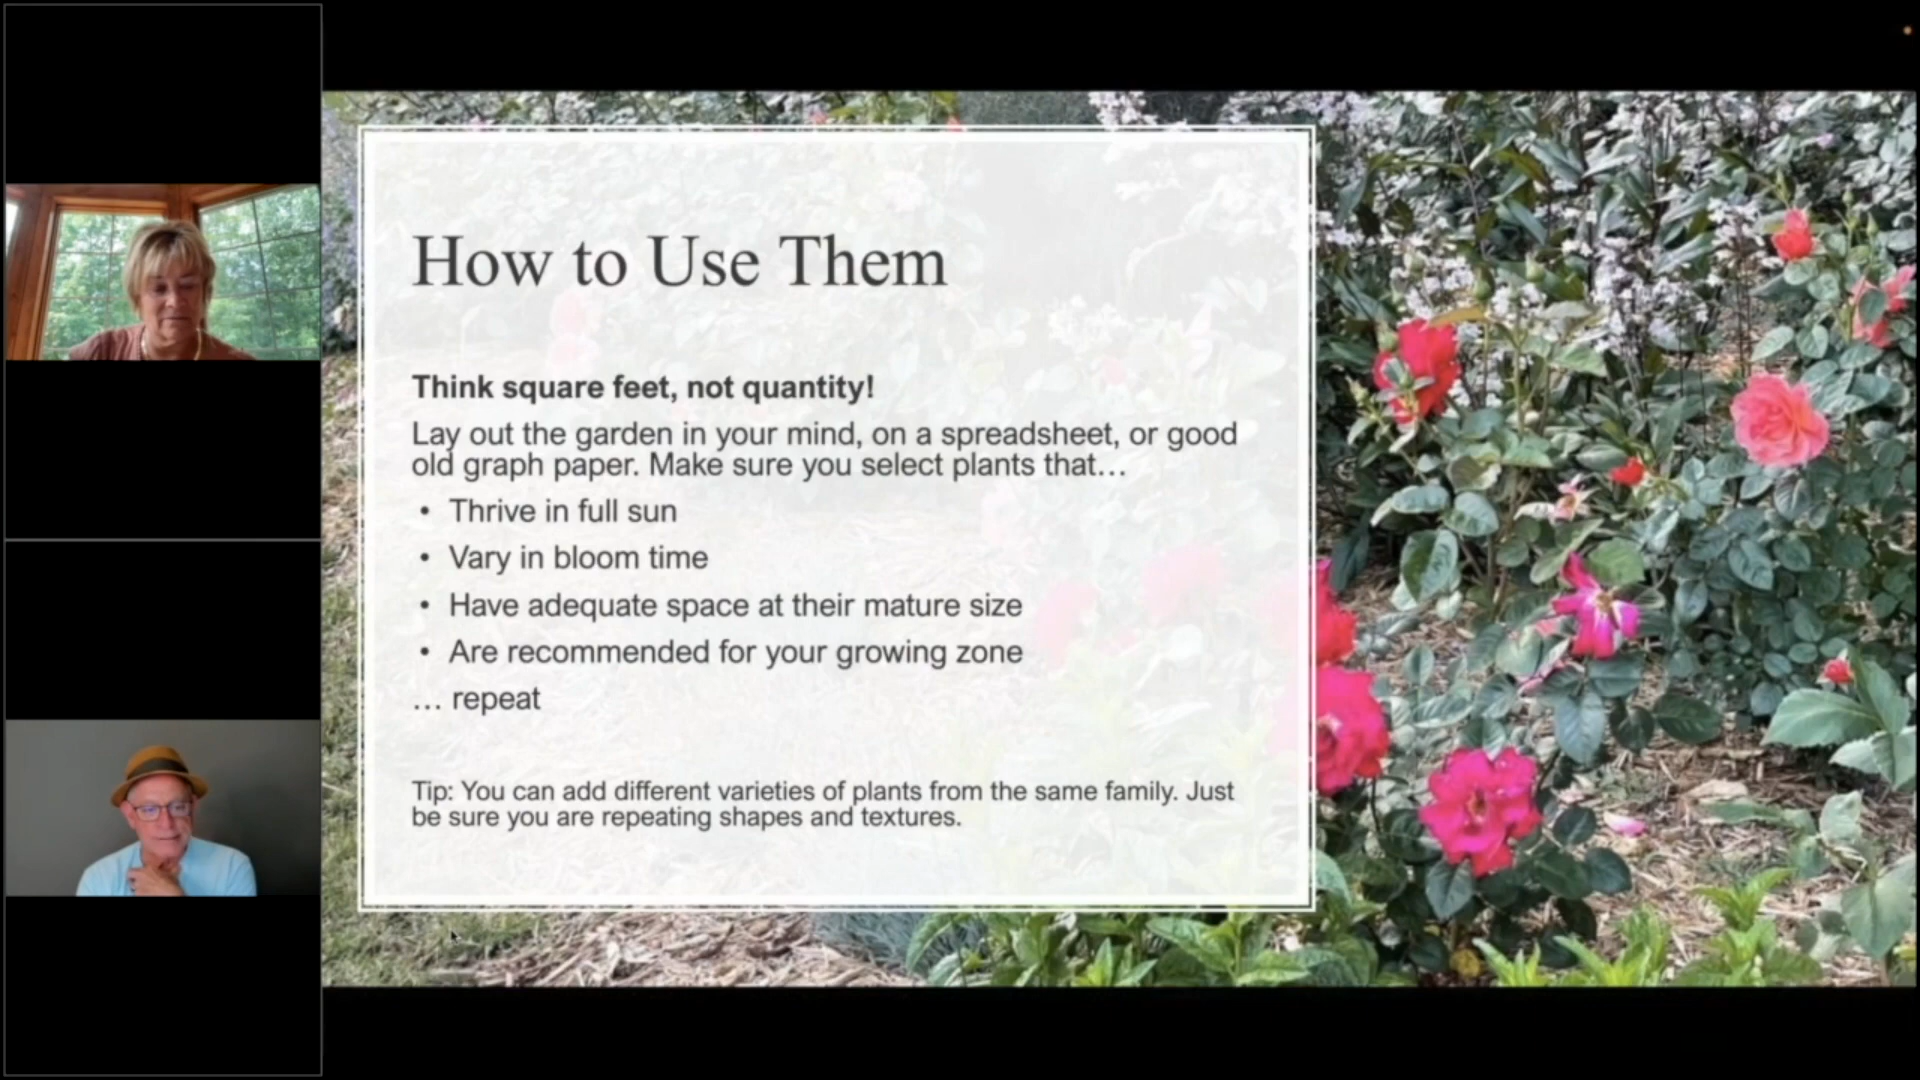 How to Use Them
Think square feet, not quantity!
Lay out the garden in your mind, on a spreadsheet, or good
old graph paper. Make sure you select plants that…
• Thrive in full sun
• Vary in bloom time
• Have adequate space at their mature size
• Are recommended for your growing zone
… repeat
Tip: You can add different varieties of plants from the same family. Just
be sure you are repeating shapes and textures.